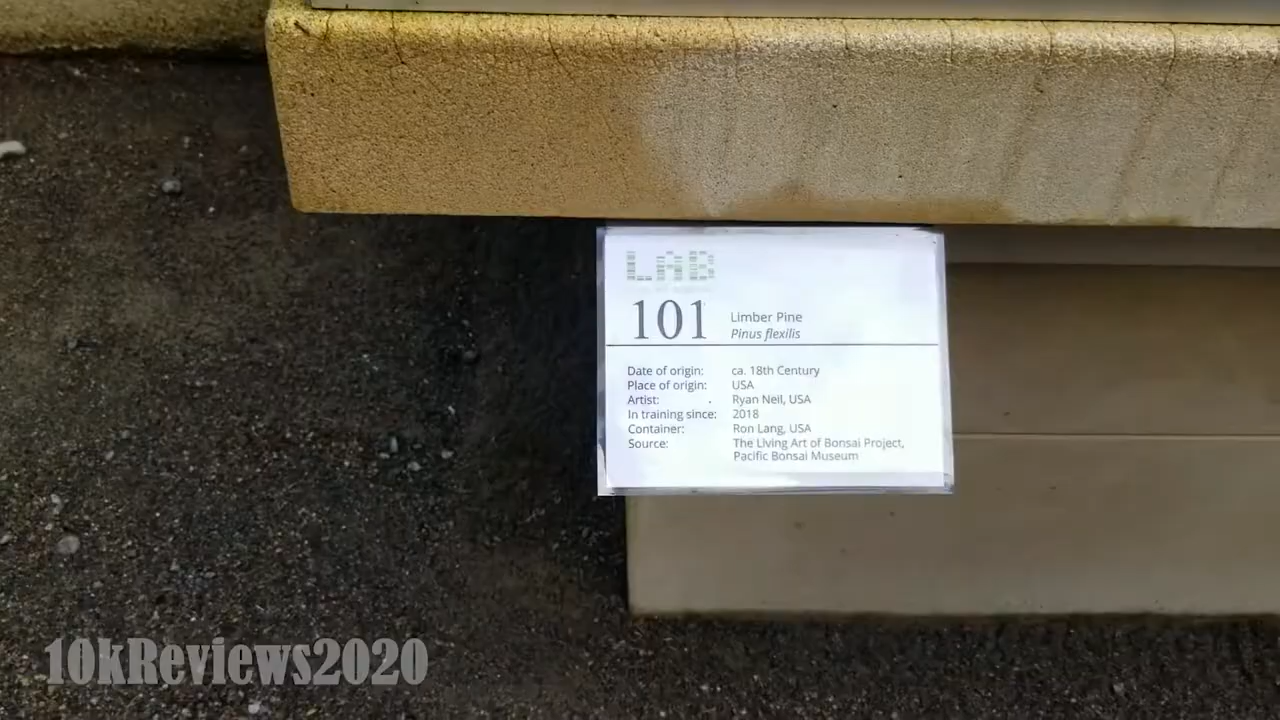 LAB
101
Limber Pine
Pinus flexilis
Date of origin: ca. 18th Century
Place of origin: USA
Artist: Ryan Neil, USA
In training since: 2018
Container: Ron Lang, USA
Source: The Living Art of Bonsai Project,
Pacific Bonsai Museum
10kReviews2020